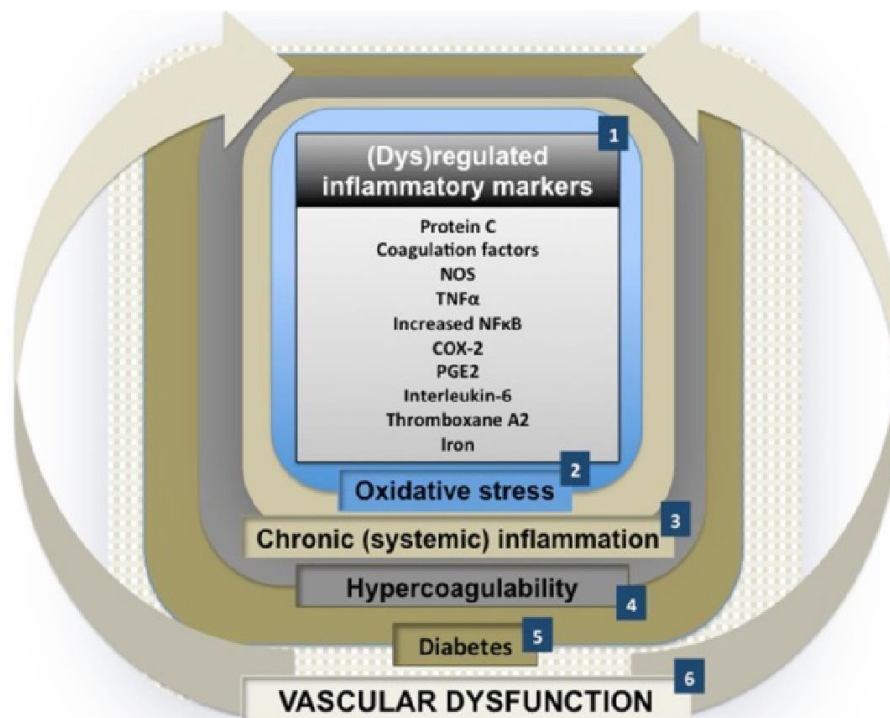 1
(Dys)regulated
inflammatory markers
Protein C
Coagulation factors
NOS
TNFα
Increased NFκB
COX-2
PGE2
Interleukin-6
Thromboxane A2
Iron
2
Oxidative stress
3
Chronic (systemic) inflammation
Hypercoagulability
4
Diabetes
5
6
VASCULAR DYSFUNCTION